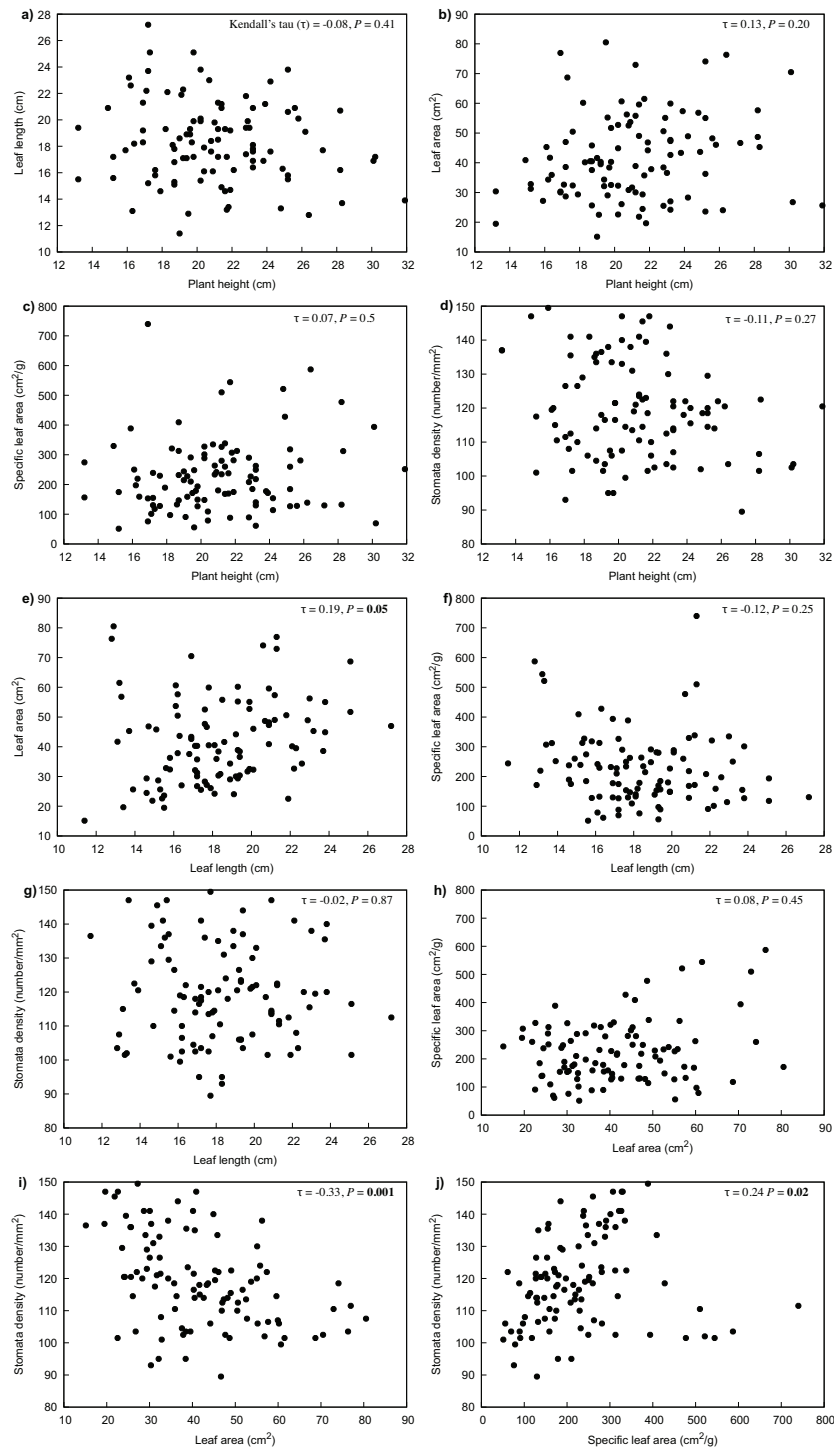 a)
Kendall's tau (τ) = -0.08, P = 0.41
Leaf length (cm)
28
26
24
22
20
18
16
14
12
10
12 14 16 18 20 22 24 26 28 30 32
Plant height (cm)
b)
τ = 0.13, P = 0.20
Leaf area (cm²)
90
80
70
60
50
40
30
20
10
12 14 16 18 20 22 24 26 28 30 32
Plant height (cm)
c)
τ = 0.07, P = 0.5
Specific leaf area (cm²/g)
800
700
600
500
400
300
200
100
0
12 14 16 18 20 22 24 26 28 30 32
Plant height (cm)
d)
τ = -0.11, P = 0.27
Stomata density (number/mm²)
150
140
130
120
110
100
90
80
12 14 16 18 20 22 24 26 28 30 32
Plant height (cm)
e)
τ = 0.19, P = 0.05
Leaf area (cm²)
90
80
70
60
50
40
30
20
10
10 12 14 16 18 20 22 24 26 28
Leaf length (cm)
f)
τ = -0.12, P = 0.25
Specific leaf area (cm²/g)
800
700
600
500
400
300
200
100
0
10 12 14 16 18 20 22 24 26 28
Leaf length (cm)
g)
τ = -0.02, P = 0.87
Stomata density (number/mm²)
150
140
130
120
110
100
90
80
10 12 14 16 18 20 22 24 26 28
Leaf length (cm)
h)
τ = 0.08, P = 0.45
Specific leaf area (cm²/g)
800
700
600
500
400
300
200
100
0
10 20 30 40 50 60 70 80 90
Leaf area (cm²)
i)
τ = -0.33, P = 0.001
Stomata density (number/mm²)
150
140
130
120
110
100
90
80
10 20 30 40 50 60 70 80 90
Leaf area (cm²)
j)
τ = 0.24 P = 0.02
Stomata density (number/mm²)
150
140
130
120
110
100
90
80
0 100 200 300 400 500 600 700 800
Specific leaf area (cm²/g)